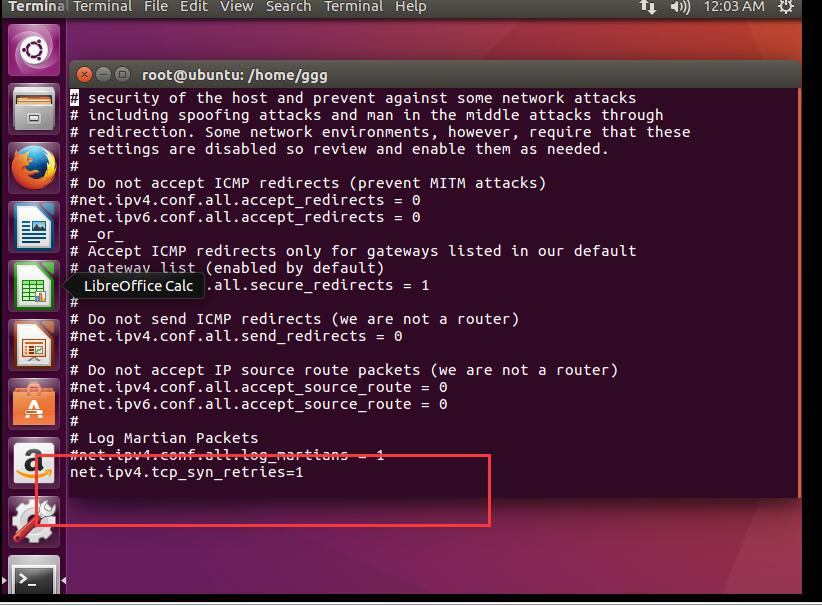 Terminal Terminal File Edit View Search Terminal Help 12:03 AM
root@ubuntu: /home/ggg
# security of the host and prevent against some network attacks
# including spoofing attacks and man in the middle attacks through
# redirection. Some network environments, however, require that these
# settings are disabled so review and enable them as needed.
#
# Do not accept ICMP redirects (prevent MITM attacks)
#net.ipv4.conf.all.accept_redirects = 0
#net.ipv6.conf.all.accept_redirects = 0
# _or_
# Accept ICMP redirects only for gateways listed in our default
# gateway list (enabled by default)
LibreOffice Calc .all.secure_redirects = 1
#
# Do not send ICMP redirects (we are not a router)
#net.ipv4.conf.all.send_redirects = 0
#
# Do not accept IP source route packets (we are not a router)
#net.ipv4.conf.all.accept_source_route = 0
#net.ipv6.conf.all.accept_source_route = 0
#
# Log Martian Packets
#net.ipv4.conf.all.log_martians = 1
net.ipv4.tcp_syn_retries=1